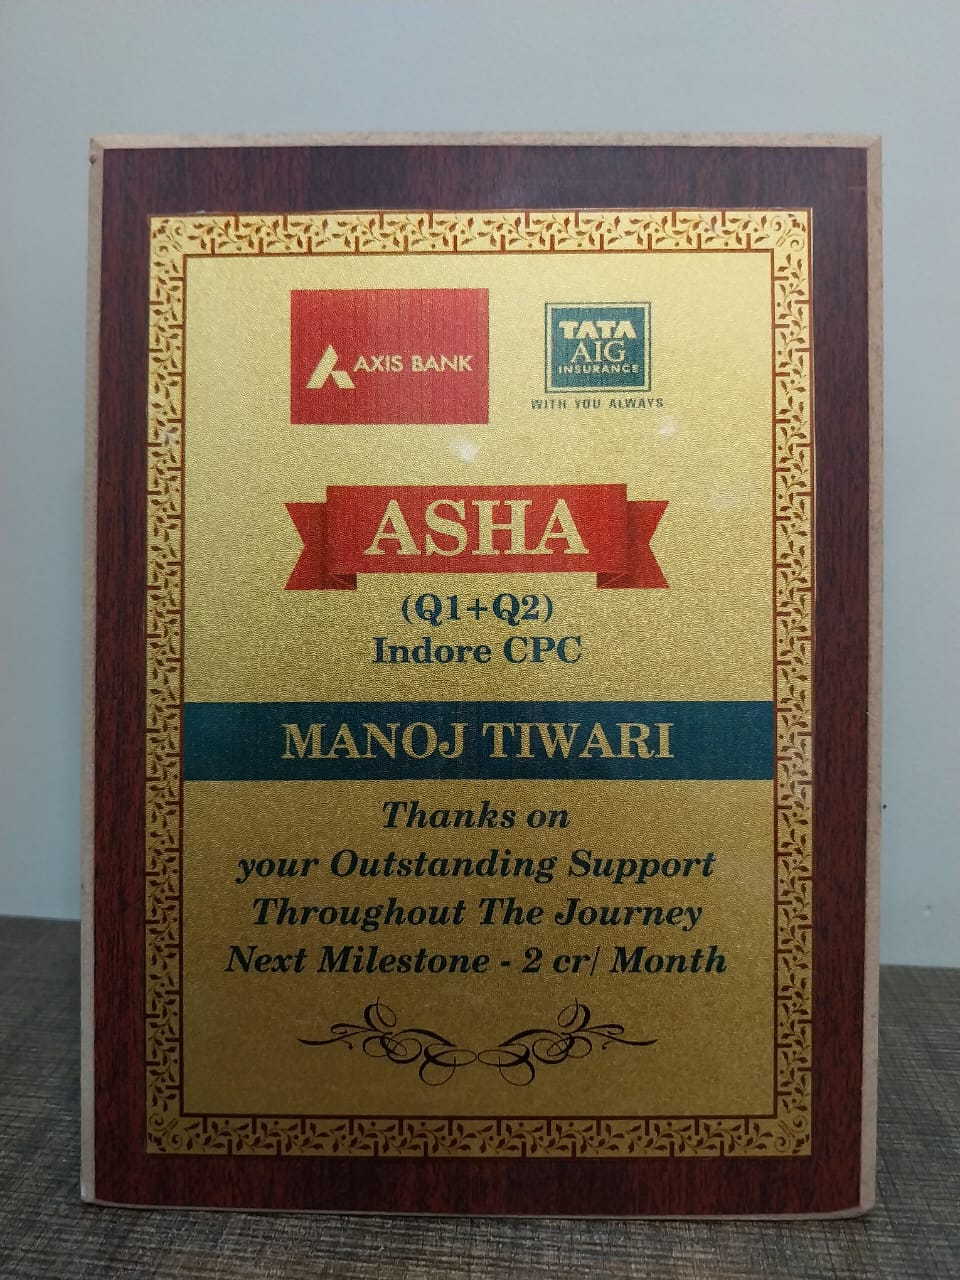 AXIS BANK
TATA
AIG
INSURANCE
WITH YOU ALWAYS
ASHA
(Q1+Q2)
Indore CPC
MANOJ TIWARI
Thanks on
your Outstanding Support
Throughout The Journey
Next Milestone - 2 cr/ Month